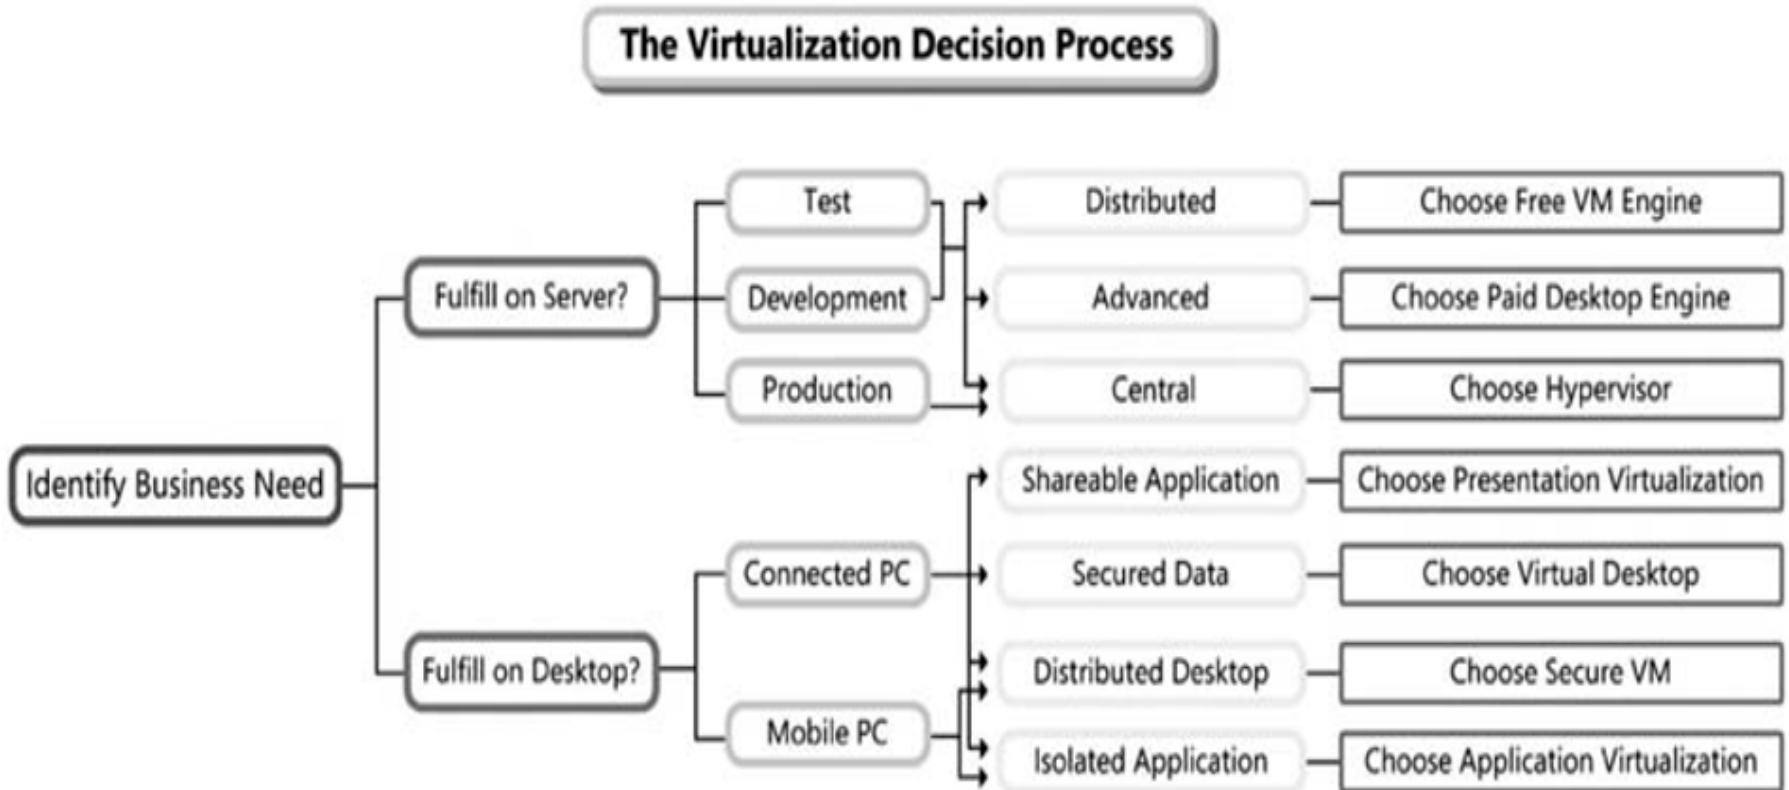 The Virtualization Decision Process
Test
Distributed
Choose Free VM Engine
Fulfill on Server?
Development
Advanced
Choose Paid Desktop Engine
Production
Central
Choose Hypervisor
Identify Business Need
Shareable Application
Choose Presentation Virtualization
Connected PC
Secured Data
Choose Virtual Desktop
Fulfill on Desktop?
Distributed Desktop
Choose Secure VM
Mobile PC
Isolated Application
Choose Application Virtualization